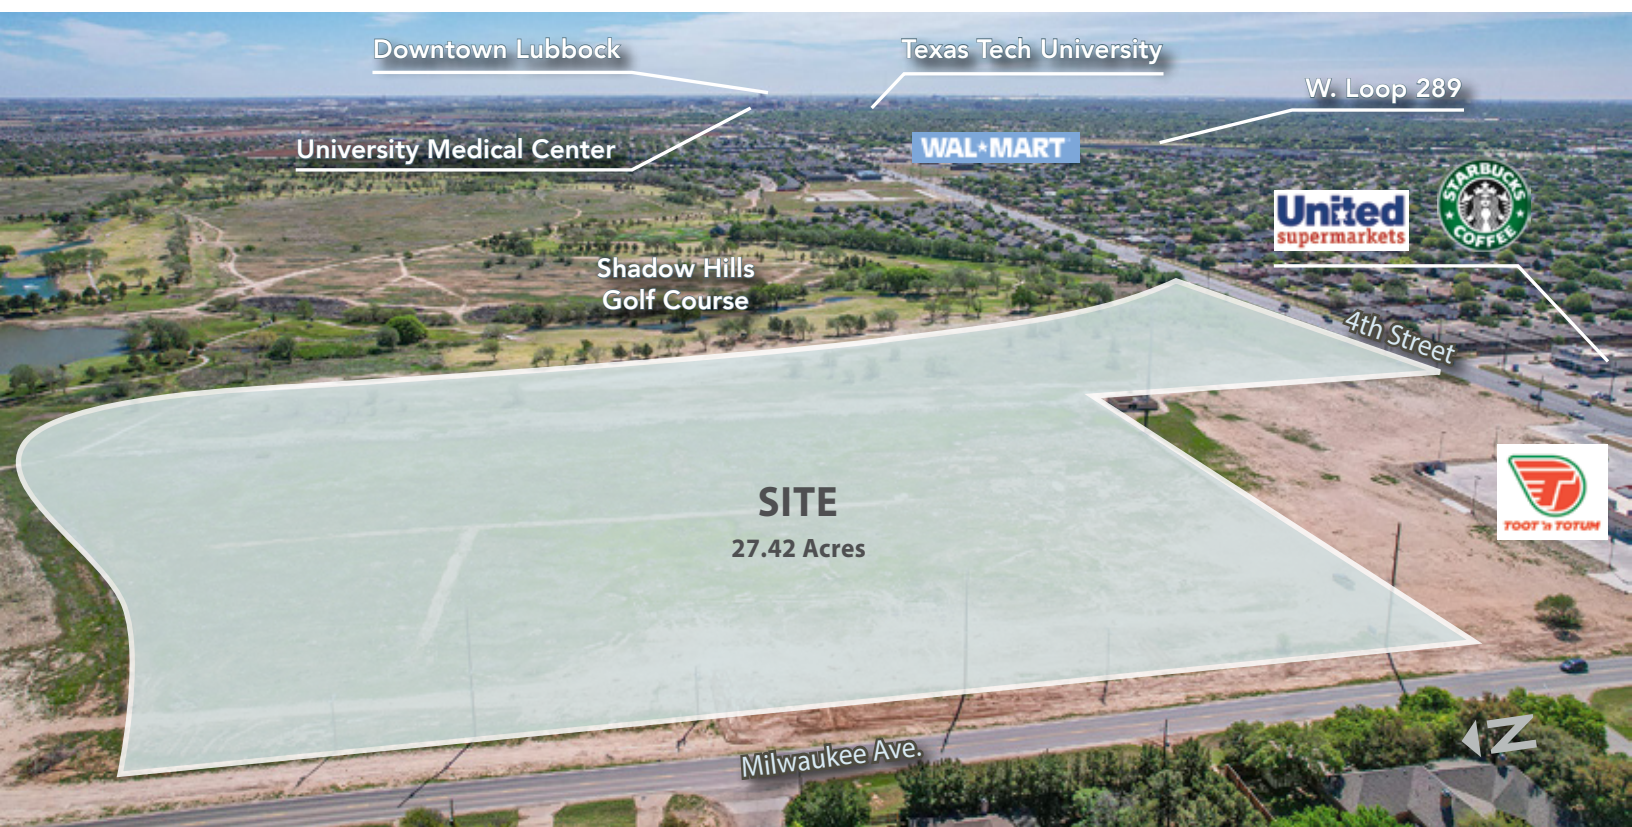 Downtown Lubbock
Texas Tech University
W. Loop 289
University Medical Center
WAL★MART
United
supermarkets
STARBUCKS
COFFEE
Shadow Hills
Golf Course
4th Street
SITE
27.42 Acres
TOOT 'n TOTUM
Milwaukee Ave.
N